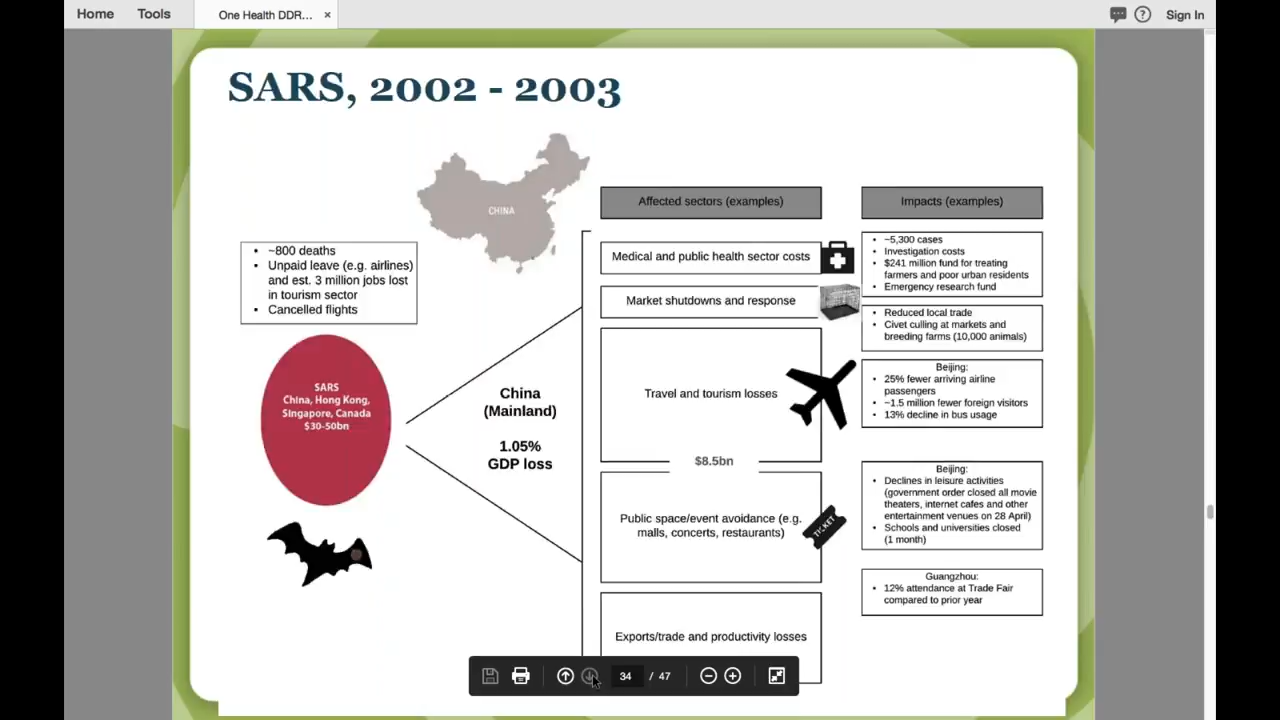 Home Tools One Health DDR... × Sign In
SARS, 2002 - 2003
CHINA
• ~800 deaths
• Unpaid leave (e.g. airlines)
and est. 3 million jobs lost
in tourism sector
• Cancelled flights
SARS
China, Hong Kong,
Singapore, Canada
$30-50bn
China
(Mainland)
1.05%
GDP loss
Affected sectors (examples)
Medical and public health sector costs
Market shutdowns and response
Travel and tourism losses
$8.5bn
Public space/event avoidance (e.g.
malls, concerts, restaurants)
TICKET
Exports/trade and productivity losses
Impacts (examples)
• ~5,300 cases
• Investigation costs
• $241 million fund for treating
farmers and poor urban residents
• Emergency research fund
• Reduced local trade
• Civet culling at markets and
breeding farms (10,000 animals)
Beijing:
• 25% fewer arriving airline
passengers
• ~1.5 million fewer foreign visitors
• 13% decline in bus usage
Beijing:
• Declines in leisure activities
(government order closed all movie
theaters, internet cafes and other
entertainment venues on 28 April)
• Schools and universities closed
(1 month)
Guangzhou:
• 12% attendance at Trade Fair
compared to prior year
34 / 47